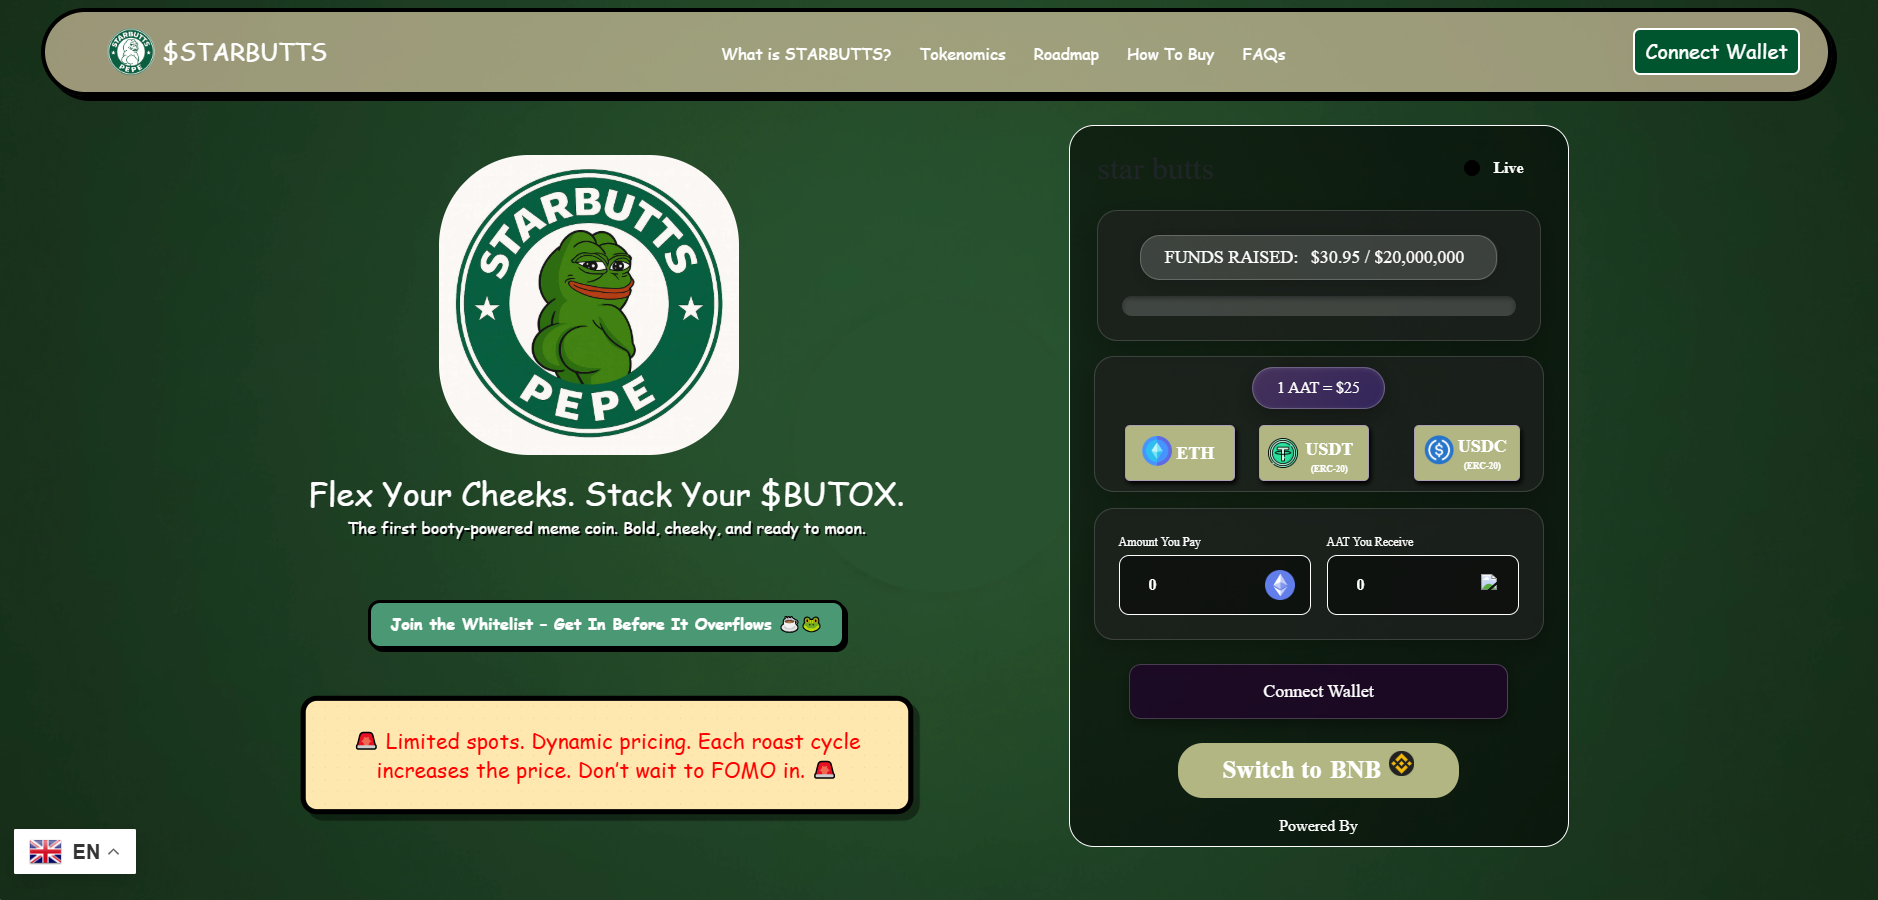 STARBUTTS
PEPE
$STARBUTTS
What is STARBUTTS?
Tokenomics
Roadmap
How To Buy
FAQs
Connect Wallet
STARBUTTS
PEPE
Flex Your Cheeks. Stack Your $BUTOX.
The first booty-powered meme coin. Bold, cheeky, and ready to moon.
Join the Whitelist – Get In Before It Overflows ☕🐸
🚨 Limited spots. Dynamic pricing. Each roast cycle
increases the price. Don’t wait to FOMO in. 🚨
star butts
Live
FUNDS RAISED: $30.95 / $20,000,000
1 AAT = $25
ETH
USDT
(ERC-20)
USDC
(ERC-20)
Amount You Pay
AAT You Receive
0
0
Connect Wallet
Switch to BNB
Powered By
EN